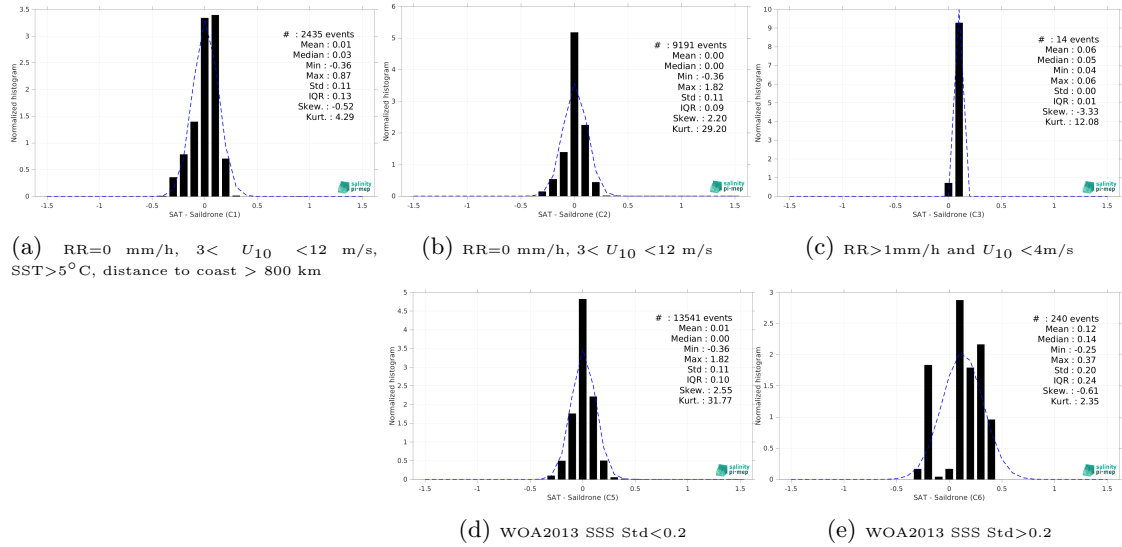 3.5
3
2.5
2
1.5
1
0.5
0
Normalized histogram
# : 2435 events
Mean : 0.01
Median : 0.03
Min : -0.36
Max : 0.87
Std : 0.11
IQR : 0.13
Skew. : -0.52
Kurt. : 4.29
salinity
pi-mep
-1.5 -1 -0.5 0 0.5 1 1.5
SAT - Saildrone (C1)
(a) RR=0 mm/h, 3< U10 <12 m/s,
SST>5°C, distance to coast > 800 km
6
5
4
3
2
1
0
Normalized histogram
# : 9191 events
Mean : 0.00
Median : 0.00
Min : -0.36
Max : 1.82
Std : 0.11
IQR : 0.09
Skew. : 2.20
Kurt. : 29.20
salinity
pi-mep
-1.5 -1 -0.5 0 0.5 1 1.5
SAT - Saildrone (C2)
(b) RR=0 mm/h, 3< U10 <12 m/s
10
9
8
7
6
5
4
3
2
1
0
Normalized histogram
# : 14 events
Mean : 0.06
Median : 0.05
Min : 0.04
Max : 0.06
Std : 0.00
IQR : 0.01
Skew. : -3.33
Kurt. : 12.08
salinity
pi-mep
-1.5 -1 -0.5 0 0.5 1 1.5
SAT - Saildrone (C3)
(c) RR>1mm/h and U10 <4m/s
5
4.5
4
3.5
3
2.5
2
1.5
1
0.5
0
Normalized histogram
# : 13541 events
Mean : 0.01
Median : 0.00
Min : -0.36
Max : 1.82
Std : 0.11
IQR : 0.10
Skew. : 2.55
Kurt. : 31.77
salinity
pi-mep
-1.5 -1 -0.5 0 0.5 1 1.5
SAT - Saildrone (C5)
(d) WOA2013 SSS Std<0.2
3
2.5
2
1.5
1
0.5
0
Normalized histogram
# : 240 events
Mean : 0.12
Median : 0.14
Min : -0.25
Max : 0.37
Std : 0.20
IQR : 0.24
Skew. : -0.61
Kurt. : 2.35
salinity
pi-mep
-1.5 -1 -0.5 0 0.5 1 1.5
SAT - Saildrone (C6)
(e) WOA2013 SSS Std>0.2